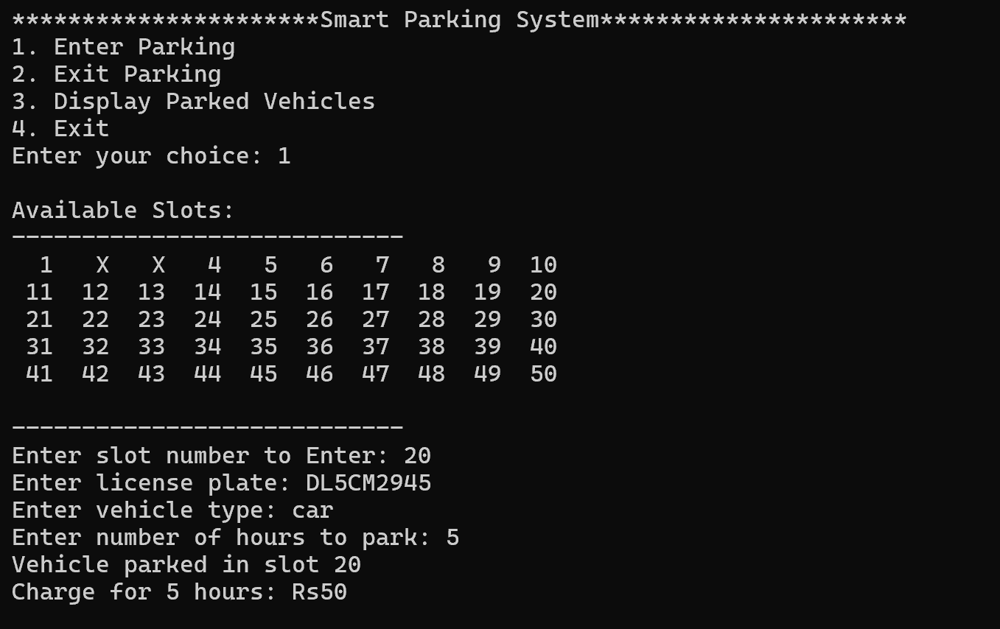 **********************Smart Parking System**********************
1. Enter Parking
2. Exit Parking
3. Display Parked Vehicles
4. Exit
Enter your choice: 1
Available Slots:
----------------------------
1 X X 4 5 6 7 8 9 10
11 12 13 14 15 16 17 18 19 20
21 22 23 24 25 26 27 28 29 30
31 32 33 34 35 36 37 38 39 40
41 42 43 44 45 46 47 48 49 50
----------------------------
Enter slot number to Enter: 20
Enter license plate: DL5CM2945
Enter vehicle type: car
Enter number of hours to park: 5
Vehicle parked in slot 20
Charge for 5 hours: Rs50